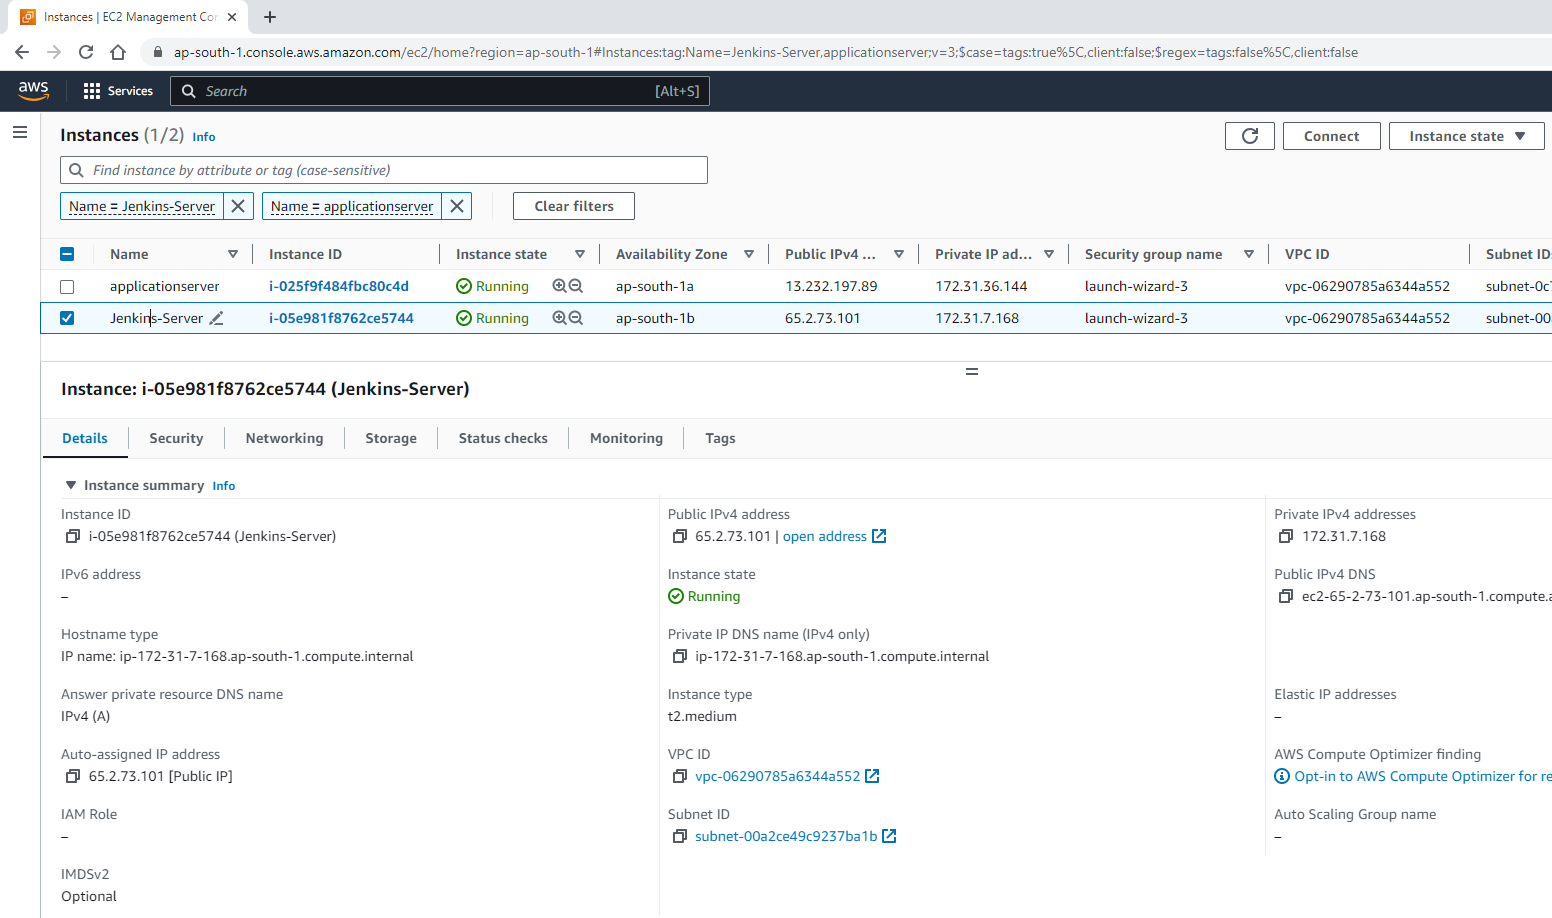 Instances | EC2 Management Con
ap-south-1.console.aws.amazon.com/ec2/home?region=ap-south-1#Instances:tag:Name=Jenkins-Server,applicationserver;v=3;$case=tags:true%5C,client:false;$regex=tags:false%5C,client:false
aws Services Search [Alt+S]
Instances (1/2) Info Connect Instance state
Find instance by attribute or tag (case-sensitive)
Name = Jenkins-Server Name = applicationserver Clear filters
Name Instance ID Instance state Availability Zone Public IPv4 ... Private IP ad... Security group name VPC ID Subnet ID
applicationserver i-025f9f484fbc80c4d Running ap-south-1a 13.232.197.89 172.31.36.144 launch-wizard-3 vpc-06290785a6344a552 subnet-0c7
Jenkins-Server i-05e981f8762ce5744 Running ap-south-1b 65.2.73.101 172.31.7.168 launch-wizard-3 vpc-06290785a6344a552 subnet-00
Instance: i-05e981f8762ce5744 (Jenkins-Server)
Details Security Networking Storage Status checks Monitoring Tags
Instance summary Info
Instance ID Public IPv4 address Private IPv4 addresses
i-05e981f8762ce5744 (Jenkins-Server) 65.2.73.101 | open address 172.31.7.168
IPv6 address Instance state Public IPv4 DNS
– Running ec2-65-2-73-101.ap-south-1.compute.a
Hostname type Private IP DNS name (IPv4 only)
IP name: ip-172-31-7-168.ap-south-1.compute.internal ip-172-31-7-168.ap-south-1.compute.internal
Answer private resource DNS name Instance type Elastic IP addresses
IPv4 (A) t2.medium –
Auto-assigned IP address VPC ID AWS Compute Optimizer finding
65.2.73.101 [Public IP] vpc-06290785a6344a552 Opt-in to AWS Compute Optimizer for re
IAM Role Subnet ID Auto Scaling Group name
– subnet-00a2ce49c9237ba1b –
IMDSv2
Optional